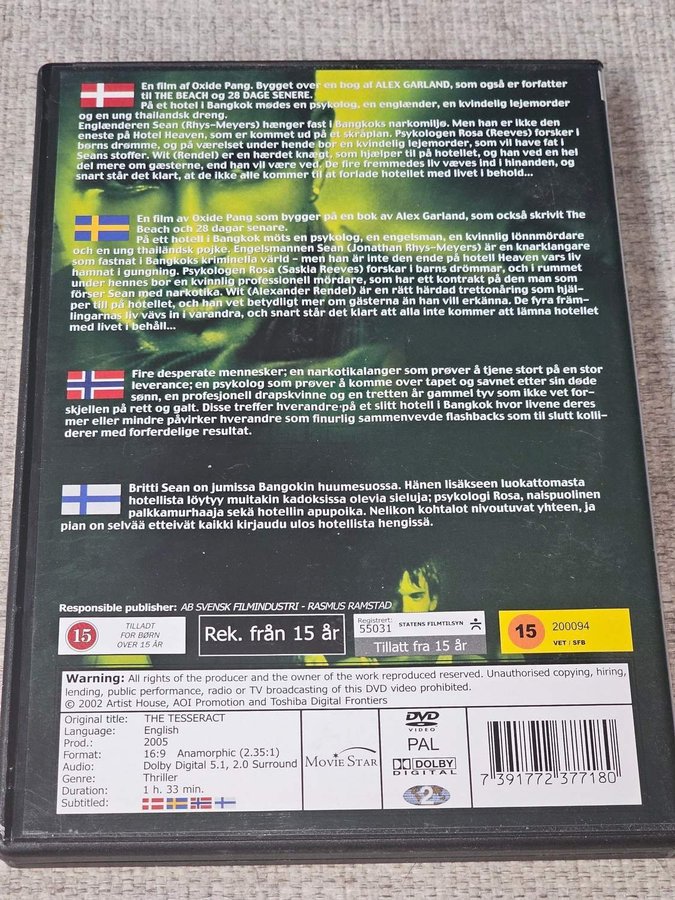 En film af Oxide Pang. Bygget over en bog af ALEX GARLAND, som også er forfatter
til THE BEACH og 28 DAGE SENERE.
På et hotel i Bangkok mødes en psykolog, en englænder, en kvindelig lejemorder
og en ung thailandsk dreng.
Englænderen Sean (Rhys-Meyers) hænger fast i Bangkoks narkomiljø. Men han er ikke den
eneste på Hotel Heaven, som er kommet ud på et skråplan. Psykologen Rosa (Reeves) forsker i
børns drømme, og på værelset under hende bor en kvindelig lejemorder, som vil have fat i
Seans stoffer. Wit (Rendel) er en hærdet knægt, som hjælper til på hotellet, og han ved en hel
del mere om gæsterne, end han vil være ved. De fire fremmedes liv væves ind i hinanden, og
snart står det klart, at de ikke alle kommer til at forlade hotellet med livet i behold...
En film av Oxide Pang som bygger på en bok av Alex Garland, som också skrivit The
Beach och 28 dagar senare.
På ett hotell i Bangkok möts en psykolog, en engelsman, en kvinnlig lönnmördare
och en ung thailändsk pojke. Engelsmannen Sean (Jonathan Rhys-Meyers) är en knarklangare
som fastnat i Bangkoks kriminella värld - men han är inte den ende på hotell Heaven vars liv
hamnat i gungning. Psykologen Rosa (Saskia Reeves) forskar i barns drömmar, och i rummet
under hennes bor en kvinnlig professionell mördare, som har ett kontrakt på den man som
förser Sean med narkotika. Wit (Alexander Rendel) är en rätt härdad trettonåring som hjäl-
per till på hotellet, och han vet betydligt mer om gästerna än han vill erkänna. De fyra främ-
lingarnas liv vävs in i varandra, och snart står det klart att alla inte kommer att lämna hotellet
med livet i behåll...
Fire desperate mennesker; en narkotikalanger som prøver å tjene stort på en stor
leveranse; en psykolog som prøver å komme over tapet og savnet etter sin døde
sønn, en profesjonell drapskvinne og en tretten år gammel tyv som ikke vet for-
skjellen på rett og galt. Disse treffer hverandre på et slitt hotell i Bangkok hvor livene deres
mer eller mindre påvirker hverandre som finurlig sammenvevde flashbacks som til slutt kolli-
derer med forferdelige resultat.
Britti Sean on jumissa Bangokin huumesuossa. Hänen lisäkseen luokattomasta
hotellista löytyy muitakin kadoksissa olevia sieluja; psykologi Rosa, naispuolinen
palkkamurhaaja sekä hotellin apupoika. Nelikon kohtalot nivoutuvat yhteen, ja
pian on selvää etteivät kaikki kirjaudu ulos hotellista hengissä.
Responsible publisher: AB SVENSK FILMINDUSTRI - RASMUS RAMSTAD
15 TILLADT FOR BØRN OVER 15 ÅR
Rek. från 15 år
Registrert: 55031 STATENS FILMTILSYN
Tillatt fra 15 år
15 200094 VET / SFB
Warning: All rights of the producer and the owner of the work reproduced reserved. Unauthorised copying, hiring,
lending, public performance, radio or TV broadcasting of this DVD video prohibited.
© 2002 Artist House, AOI Promotion and Toshiba Digital Frontiers
Original title: THE TESSERACT
Language: English
Prod.: 2005
Format: 16:9 Anamorphic (2.35:1)
Audio: Dolby Digital 5.1, 2.0 Surround
Genre: Thriller
Duration: 1 h. 33 min.
Subtitled:
MOVIE STAR
DVD VIDEO
PAL
DOLBY DIGITAL
2
7 391772 377180